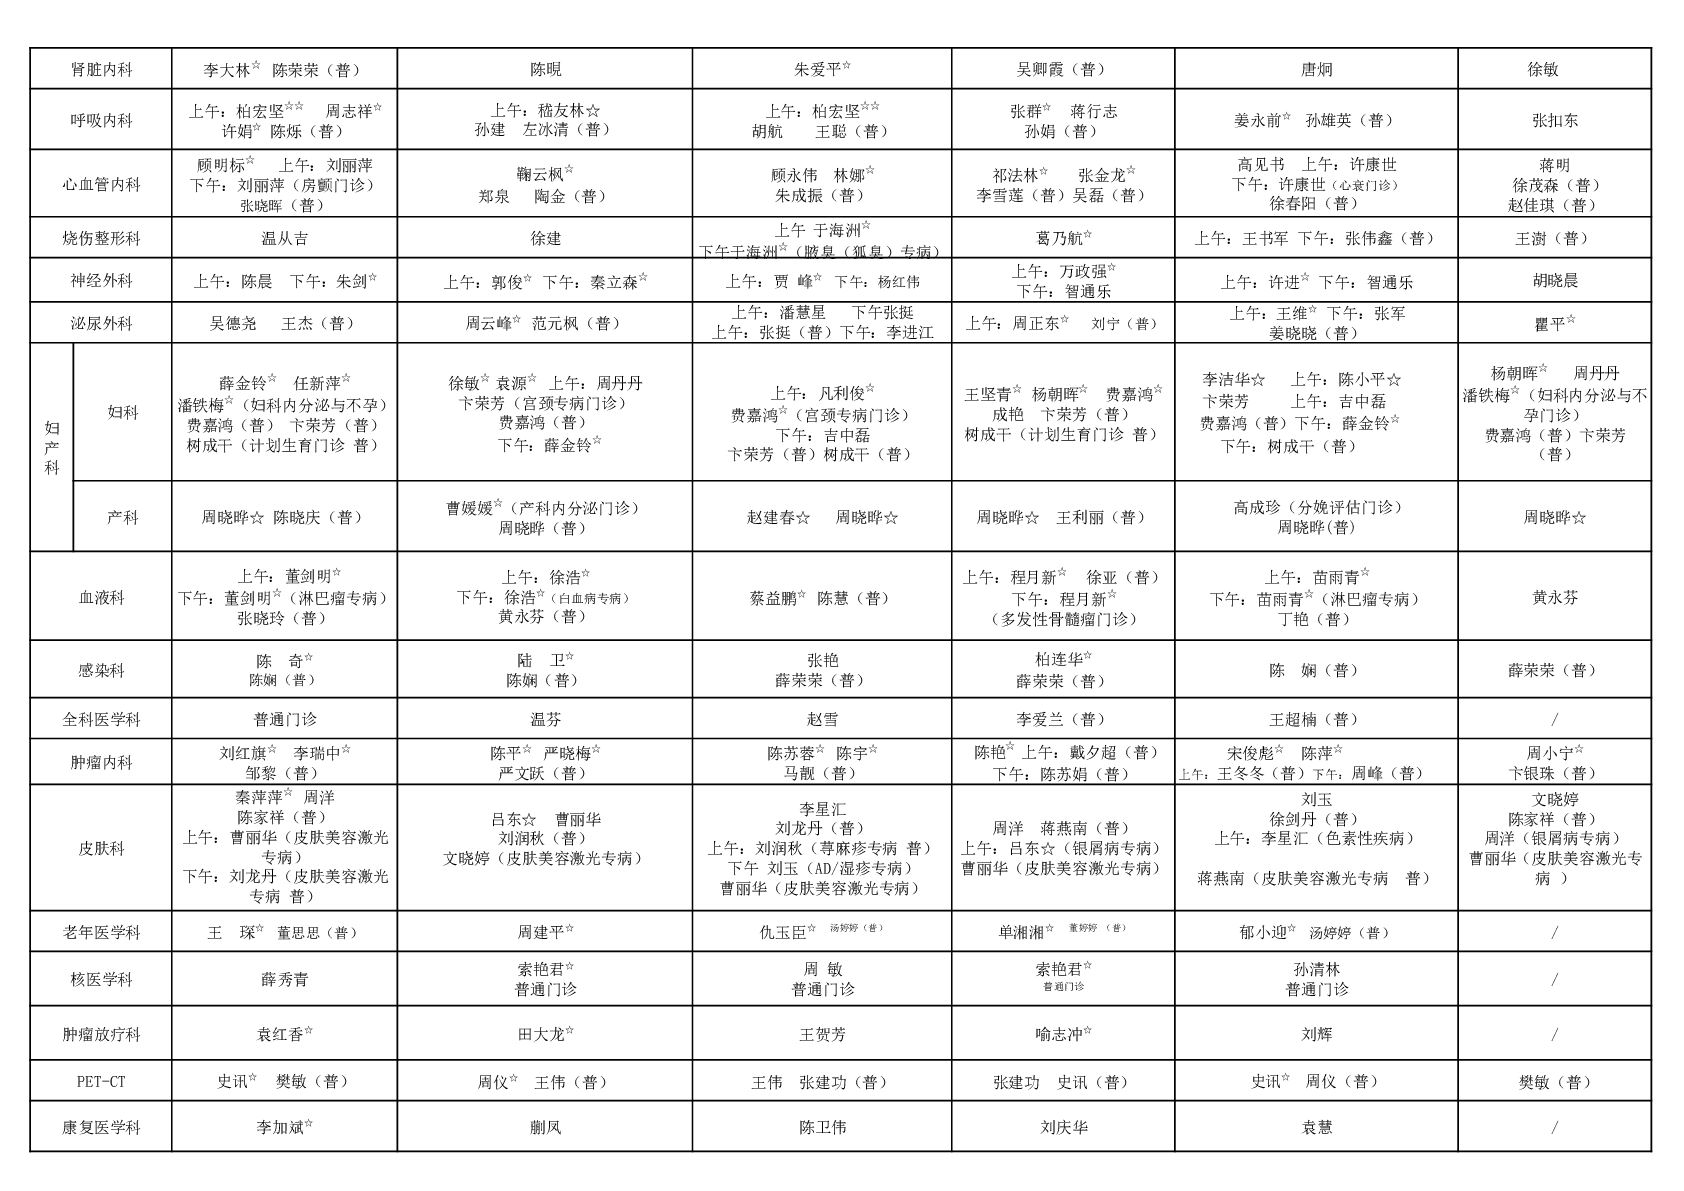 肾脏内科 李大林☆ 陈荣荣（普） 陈晛 朱爱平☆ 吴卿霞（普） 唐炯 徐敏
呼吸内科
上午：柏宏坚☆☆ 周志祥☆
许娟☆ 陈烁（普）
上午：嵇友林☆
孙建 左冰清（普）
上午：柏宏坚☆☆
胡航 王聪（普）
张群☆ 蒋行志
孙娟（普）
姜永前☆ 孙雄英（普）
张扣东
心血管内科
顾明标☆ 上午：刘丽萍
下午：刘丽萍（房颤门诊）
张晓晖（普）
鞠云枫☆
郑泉 陶金（普）
顾永伟 林娜☆
朱成振（普）
祁法林☆ 张金龙☆
李雪莲（普）吴磊（普）
高见书 上午：许康世
下午：许康世（心衰门诊）
徐春阳（普）
蒋明
徐茂森（普）
赵佳琪（普）
烧伤整形科
温从吉
徐建
上午 于海洲☆
下午于海洲☆（腋臭（狐臭）专病）
葛乃航☆
上午：王书军 下午：张伟鑫（普）
王澍（普）
神经外科
上午：陈晨 下午：朱剑☆
上午：郭俊☆ 下午：秦立森☆
上午：贾 峰☆ 下午：杨红伟
上午：万政强☆
下午：智通乐
上午：许进☆ 下午：智通乐
胡晓晨
泌尿外科
吴德尧 王杰（普）
周云峰☆ 范元枫（普）
上午：潘慧星 下午张挺
上午：张挺（普）下午：李进江
上午：周正东☆ 刘宁（普）
上午：王维☆ 下午：张军
姜晓晓（普）
瞿平☆
妇
产
科
妇科
薛金铃☆ 任新萍☆
潘铁梅☆（妇科内分泌与不孕）
费嘉鸿（普） 卞荣芳（普）
树成干（计划生育门诊 普）
徐敏☆ 袁源☆ 上午：周丹丹
卞荣芳（宫颈专病门诊）
费嘉鸿（普）
下午：薛金铃☆
上午：凡利俊☆
费嘉鸿☆（宫颈专病门诊）
下午：吉中磊
卞荣芳（普）树成干（普）
王坚青☆ 杨朝晖☆ 费嘉鸿☆
成艳 卞荣芳（普）
树成干（计划生育门诊 普）
李洁华☆ 上午：陈小平☆
卞荣芳 上午：吉中磊
费嘉鸿（普）下午：薛金铃☆
下午：树成干（普）
杨朝晖☆ 周丹丹
潘铁梅☆（妇科内分泌与不
孕门诊）
费嘉鸿（普）卞荣芳
（普）
产科
周晓晔☆ 陈晓庆（普）
曹媛媛☆（产科内分泌门诊）
周晓晔（普）
赵建春☆ 周晓晔☆
周晓晔☆ 王利丽（普）
高成珍（分娩评估门诊）
周晓晔(普)
周晓晔☆
血液科
上午：董剑明☆
下午：董剑明☆（淋巴瘤专病）
张晓玲（普）
上午：徐浩☆
下午：徐浩☆（白血病专病）
黄永芬（普）
蔡益鹏☆ 陈慧（普）
上午：程月新☆ 徐亚（普）
下午：程月新☆
（多发性骨髓瘤门诊）
上午：苗雨青☆
下午：苗雨青☆（淋巴瘤专病）
丁艳（普）
黄永芬
感染科
陈 奇☆
陈娴（普）
陆 卫☆
陈娴（普）
张艳
薛荣荣（普）
柏连华☆
薛荣荣（普）
陈 娴（普）
薛荣荣（普）
全科医学科 普通门诊 温芬 赵雪 李爱兰（普） 王超楠（普） /
肿瘤内科
刘红旗☆ 李瑞中☆
邹黎（普）
陈平☆ 严晓梅☆
严文跃（普）
陈苏蓉☆ 陈宇☆
马靓（普）
陈艳☆ 上午：戴夕超（普）
下午：陈苏娟（普）
宋俊彪☆ 陈萍☆
上午：王冬冬（普）下午：周峰（普）
周小宁☆
卞银珠（普）
皮肤科
秦萍萍☆ 周洋
陈家祥（普）
上午：曹丽华（皮肤美容激光
专病）
下午：刘龙丹（皮肤美容激光
专病 普）
吕东☆ 曹丽华
刘润秋（普）
文晓婷（皮肤美容激光专病）
李星汇
刘龙丹（普）
上午：刘润秋（荨麻疹专病 普）
下午 刘玉（AD/湿疹专病）
曹丽华（皮肤美容激光专病）
周洋 蒋燕南（普）
上午：吕东☆（银屑病专病）
曹丽华（皮肤美容激光专病）
刘玉
徐剑丹（普）
上午：李星汇（色素性疾病）
蒋燕南（皮肤美容激光专病 普）
文晓婷
陈家祥（普）
周洋（银屑病专病）
曹丽华（皮肤美容激光专
病 ）
老年医学科 王 琛☆ 董思思（普） 周建平☆ 仇玉臣☆ 汤婷婷（普） 单湘湘☆ 董婷婷 （普） 郁小迎☆ 汤婷婷（普） /
核医学科
薛秀青
索艳君☆
普通门诊
周 敏
普通门诊
索艳君☆
普通门诊
孙清林
普通门诊
/
肿瘤放疗科 袁红香☆ 田大龙☆ 王贺芳 喻志冲☆ 刘辉 /
PET-CT 史讯☆ 樊敏（普） 周仪☆ 王伟（普） 王伟 张建功（普） 张建功 史讯（普） 史讯☆ 周仪（普） 樊敏（普）
康复医学科 李加斌☆ 蒯凤 陈卫伟 刘庆华 袁慧 /